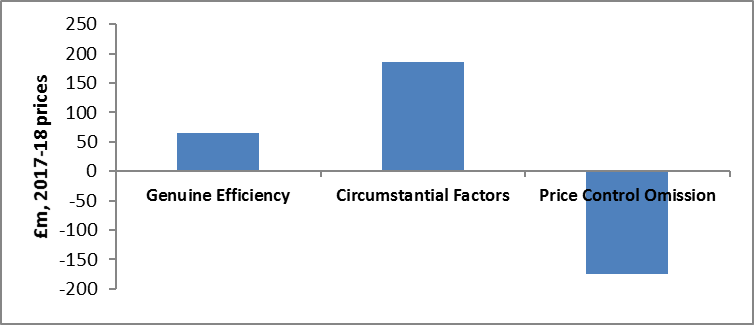 250
200
150
100
50
0
-50
-100
-150
-200
£m, 2017-18 prices
Genuine Efficiency
Circumstantial Factors
Price Control Omission